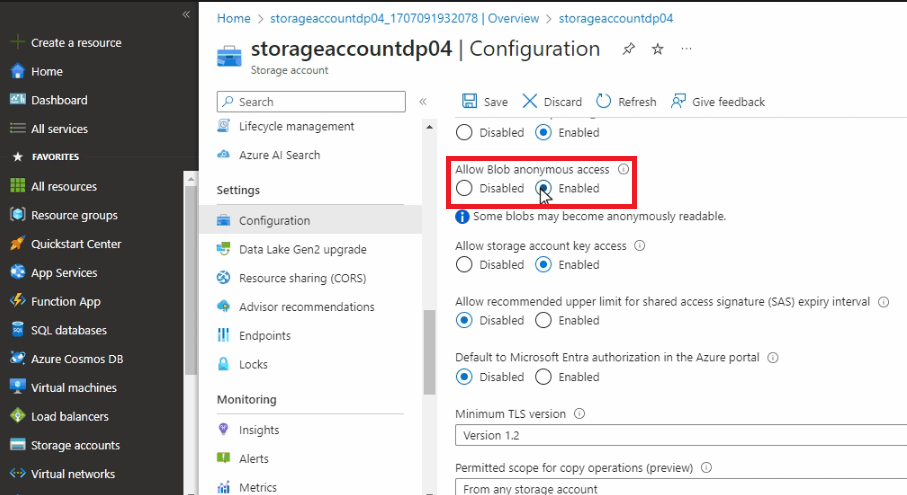 Home > storageaccountdp04_1707091932078 | Overview > storageaccountdp04
storageaccountdp04 | Configuration
Storage account
Create a resource
Home
Dashboard
All services
FAVORITES
All resources
Resource groups
Quickstart Center
App Services
Function App
SQL databases
Azure Cosmos DB
Virtual machines
Load balancers
Storage accounts
Virtual networks
Search
Lifecycle management
Azure AI Search
Settings
Configuration
Data Lake Gen2 upgrade
Resource sharing (CORS)
Advisor recommendations
Endpoints
Locks
Monitoring
Insights
Alerts
Metrics
Save Discard Refresh Give feedback
Disabled Enabled
Allow Blob anonymous access
Disabled Enabled
Some blobs may become anonymously readable.
Allow storage account key access
Disabled Enabled
Allow recommended upper limit for shared access signature (SAS) expiry interval
Disabled Enabled
Default to Microsoft Entra authorization in the Azure portal
Disabled Enabled
Minimum TLS version
Version 1.2
Permitted scope for copy operations (preview)
From any storage account